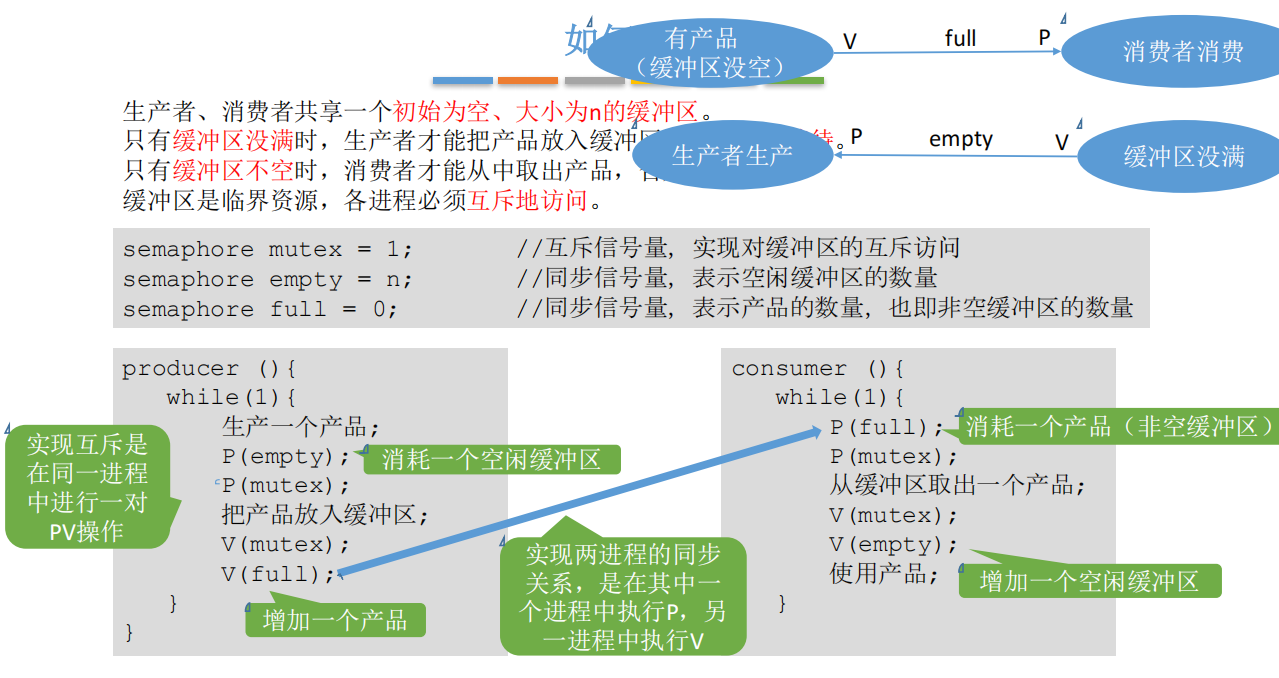 如何
有产品
（缓冲区没空）
V full P
消费者消费
生产者、消费者共享一个初始为空、大小为n的缓冲区。
只有缓冲区没满时，生产者才能把产品放入缓冲区
待。
生产者生产
P empty V
缓冲区没满
只有缓冲区不空时，消费者才能从中取出产品，
缓冲区是临界资源，各进程必须互斥地访问。
semaphore mutex = 1; //互斥信号量, 实现对缓冲区的互斥访问
semaphore empty = n; //同步信号量, 表示空闲缓冲区的数量
semaphore full = 0; //同步信号量, 表示产品的数量, 也即非空缓冲区的数量
producer (){
while(1){
生产一个产品;
P(empty);
消耗一个空闲缓冲区
P(mutex);
把产品放入缓冲区;
V(mutex);
V(full);
增加一个产品
}
}
实现互斥是
在同一进程
中进行一对
PV操作
实现两进程的同步
关系，是在其中一
个进程中执行P，另
一进程中执行V
consumer (){
while(1){
P(full);
消耗一个产品（非空缓冲区）
P(mutex);
从缓冲区取出一个产品;
V(mutex);
V(empty);
增加一个空闲缓冲区
使用产品;
}